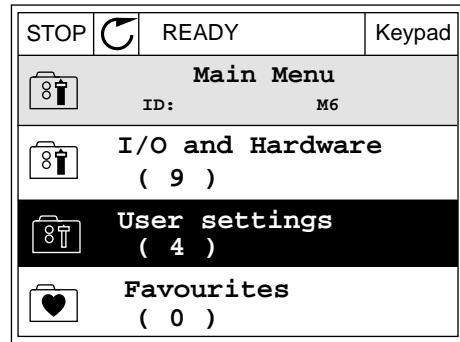 STOP READY Keypad
Main Menu
ID: M6
I/O and Hardware
( 9 )
User settings
( 4 )
Favourites
( 0 )